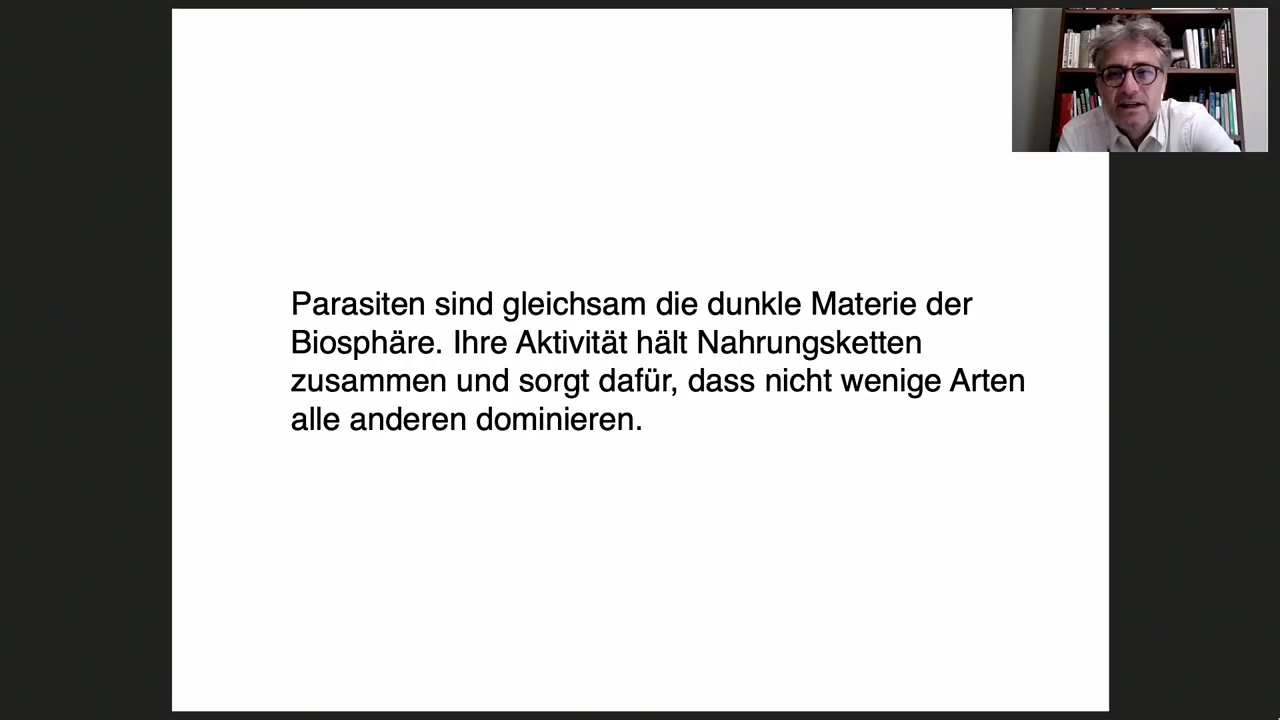 Parasiten sind gleichsam die dunkle Materie der
Biosphäre. Ihre Aktivität hält Nahrungsketten
zusammen und sorgt dafür, dass nicht wenige Arten
alle anderen dominieren.